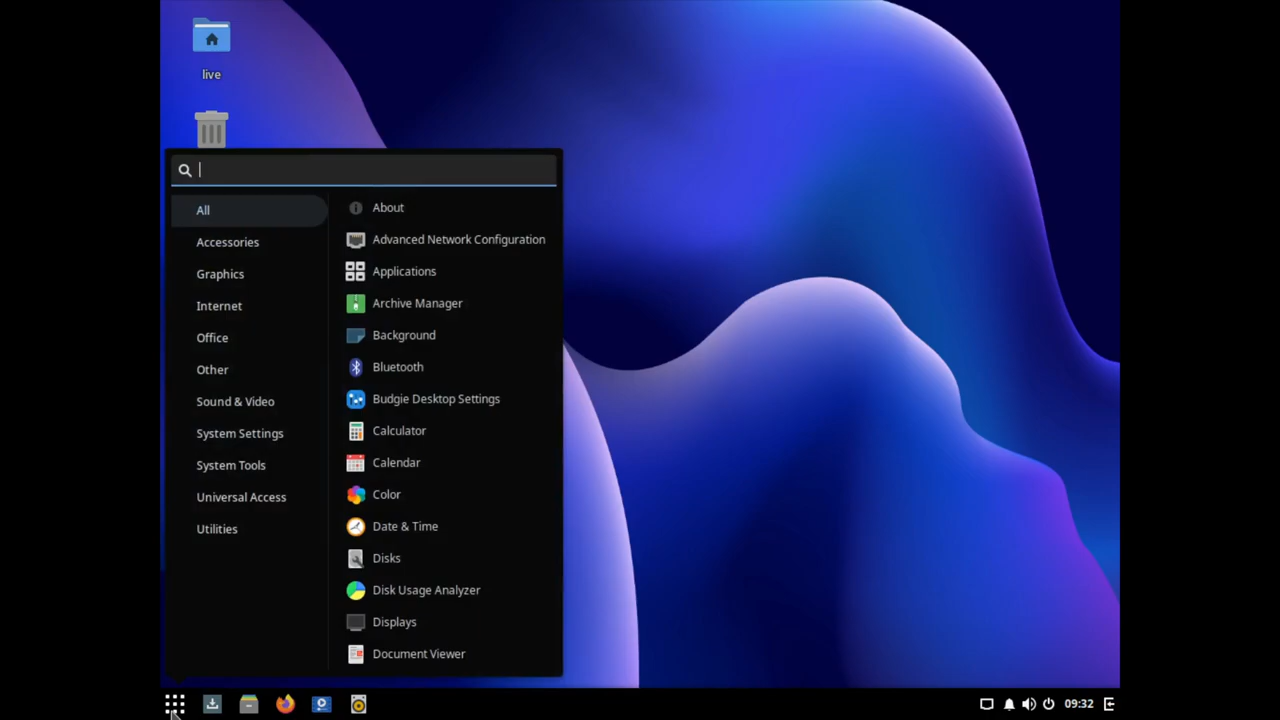 live
All
Accessories
Graphics
Internet
Office
Other
Sound & Video
System Settings
System Tools
Universal Access
Utilities
About
Advanced Network Configuration
Applications
Archive Manager
Background
Bluetooth
Budgie Desktop Settings
Calculator
Calendar
Color
Date & Time
Disks
Disk Usage Analyzer
Displays
Document Viewer
09:32